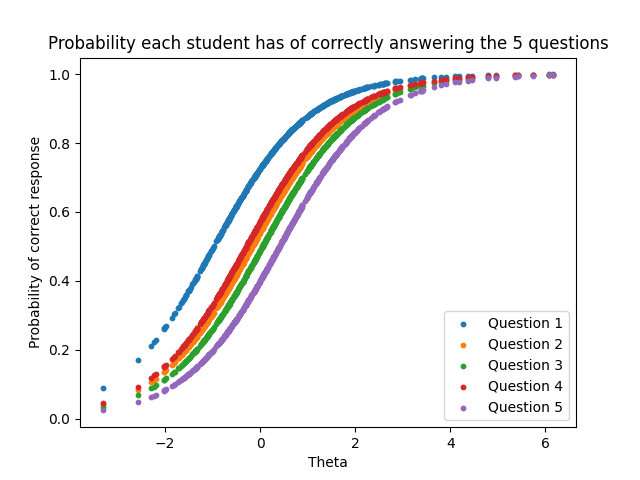 Probability each student has of correctly answering the 5 questions
Probability of correct response
1.0
0.8
0.6
0.4
0.2
0.0
−2
0
2
4
6
Theta
Question 1
Question 2
Question 3
Question 4
Question 5